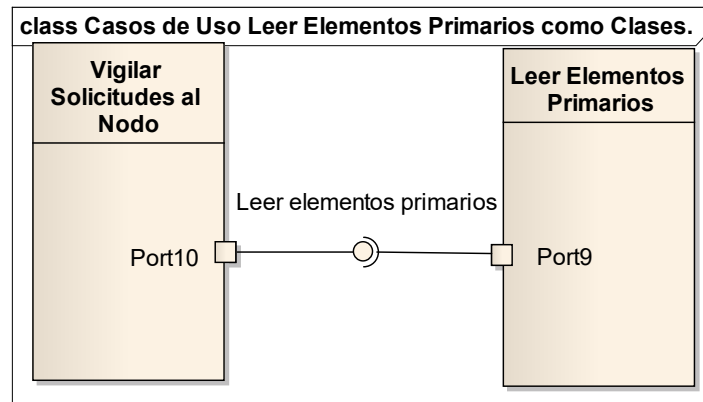 class Casos de Uso Leer Elementos Primarios como Clases.
Vigilar
Solicitudes al
Nodo
Leer Elementos
Primarios
Leer elementos primarios
Port10
Port9